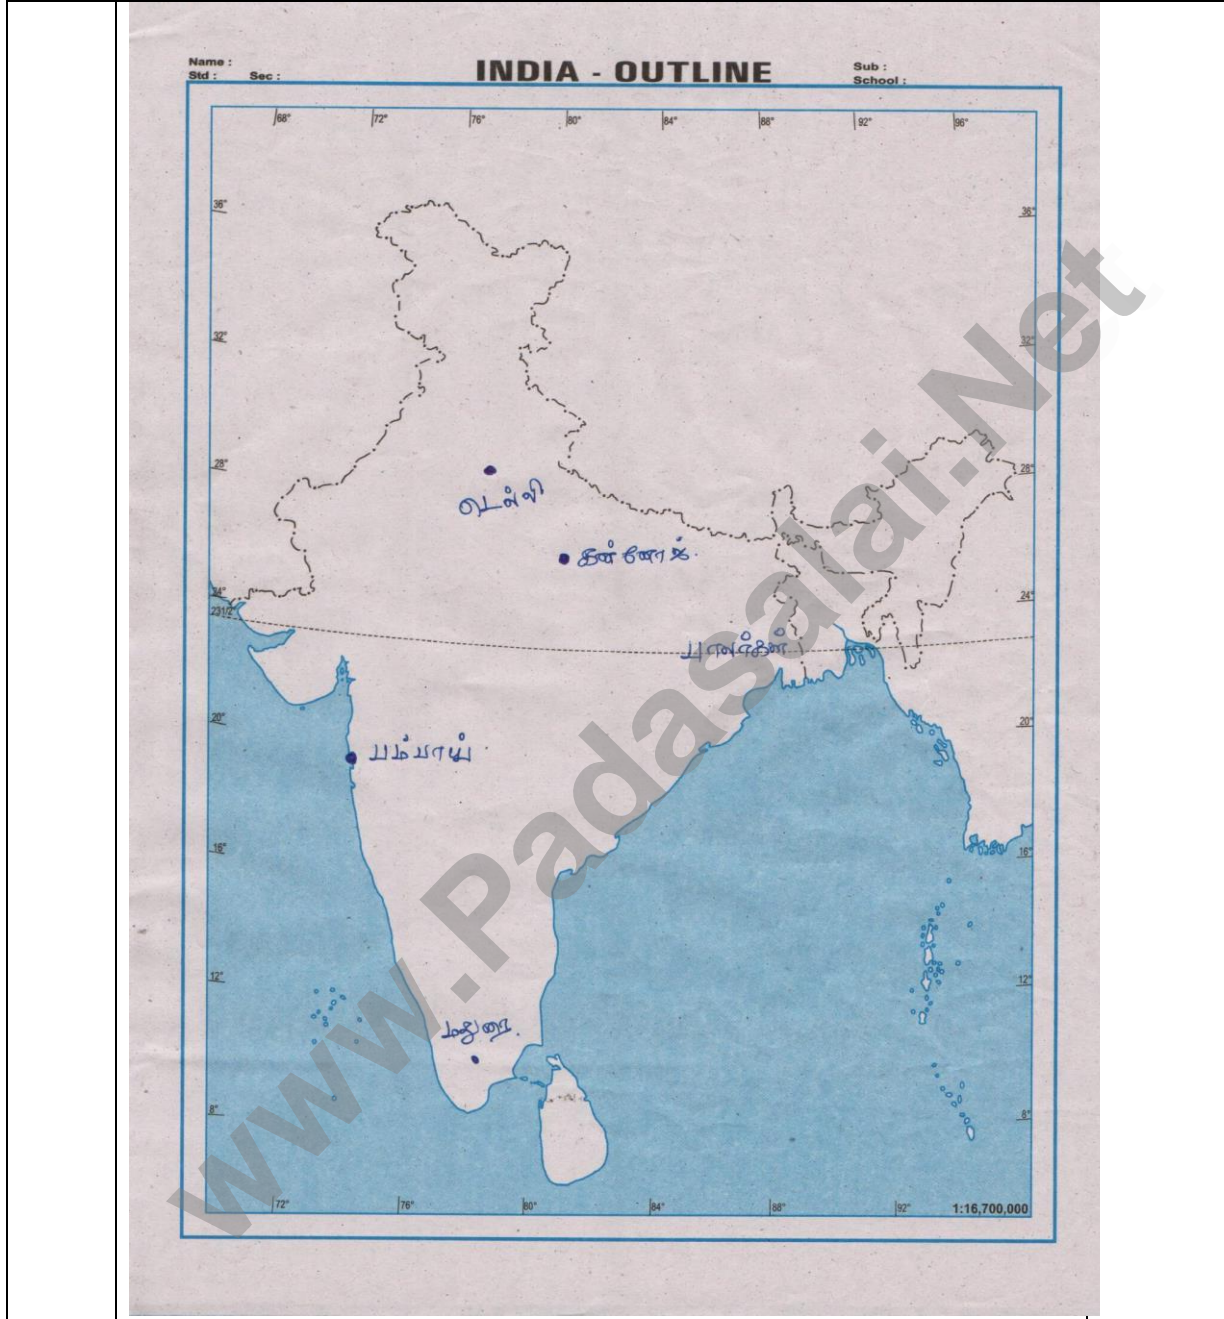 Name :
Std :    Sec :
INDIA - OUTLINE
Sub :
School :
68° 72° 76° 80° 84° 88° 92° 96°
36° 36°
32° 32°
28° 28°
டெல்லி
கன்னோஜ்.
24° 24°
231/2°
பாலர்கள்
20° 20°
பம்பாய்
16° 16°
12° 12°
மதுரை.
8° 8°
72° 76° 80° 84° 88° 92°
1:16,700,000
www.Padasalai.Net